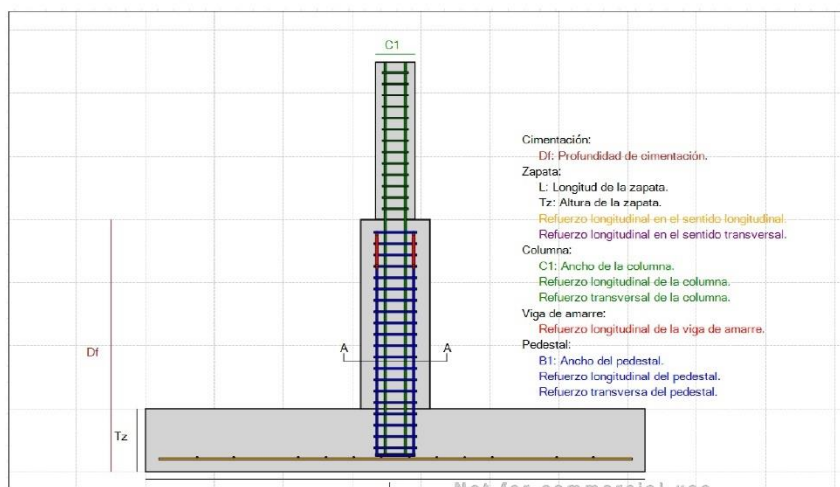 C1
Cimentación:
Df: Profundidad de cimentación.
Zapata:
L: Longitud de la zapata.
Tz: Altura de la zapata.
Refuerzo longitudinal en el sentido longitudinal.
Refuerzo longitudinal en el sentido transversal.
Columna:
C1: Ancho de la columna.
Refuerzo longitudinal de la columna.
Refuerzo transversal de la columna.
Viga de amarre:
Refuerzo longitudinal de la viga de amarre.
Pedestal:
B1: Ancho del pedestal.
Refuerzo longitudinal del pedestal.
Refuerzo transversa del pedestal.
A A
Df
Tz
Not for commercial use